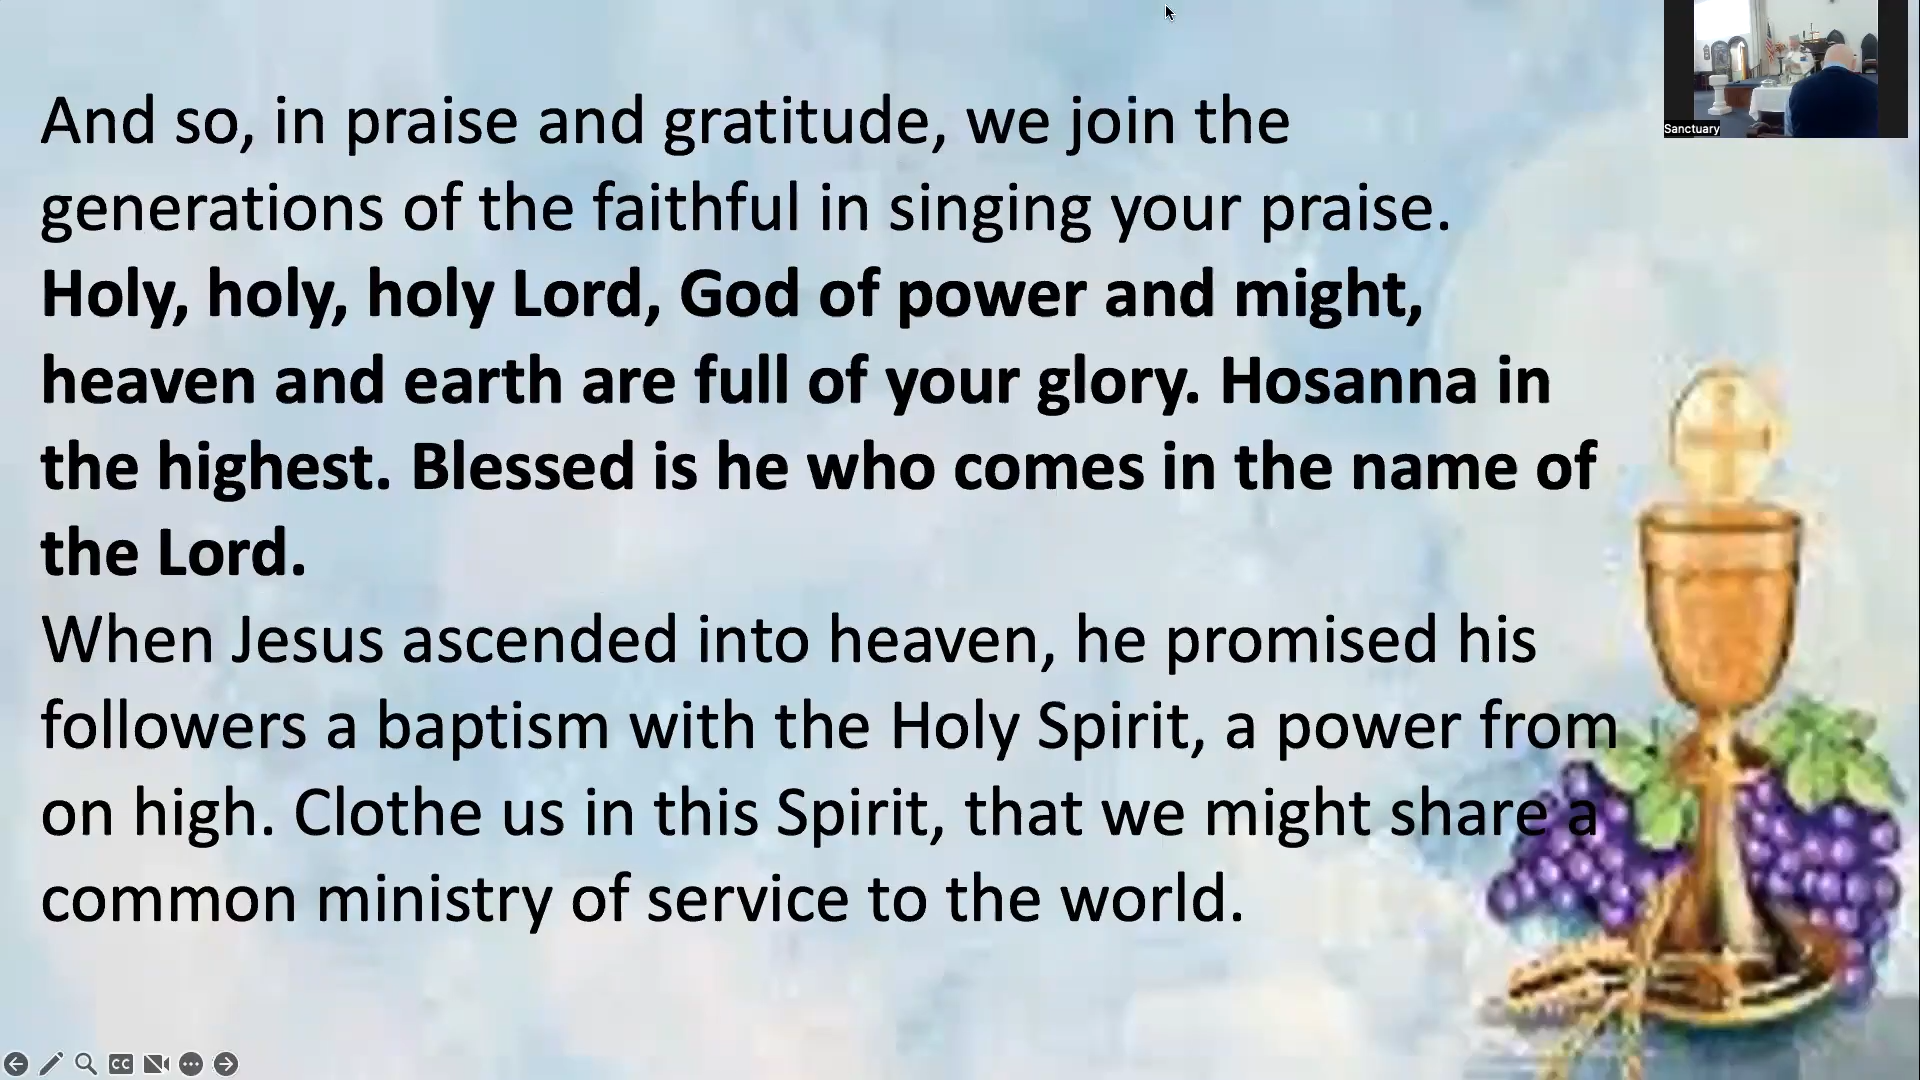 Sanctuary
And so, in praise and gratitude, we join the
generations of the faithful in singing your praise.
Holy, holy, holy Lord, God of power and might,
heaven and earth are full of your glory. Hosanna in
the highest. Blessed is he who comes in the name of
the Lord.
When Jesus ascended into heaven, he promised his
followers a baptism with the Holy Spirit, a power from
on high. Clothe us in this Spirit, that we might share a
common ministry of service to the world.
CC